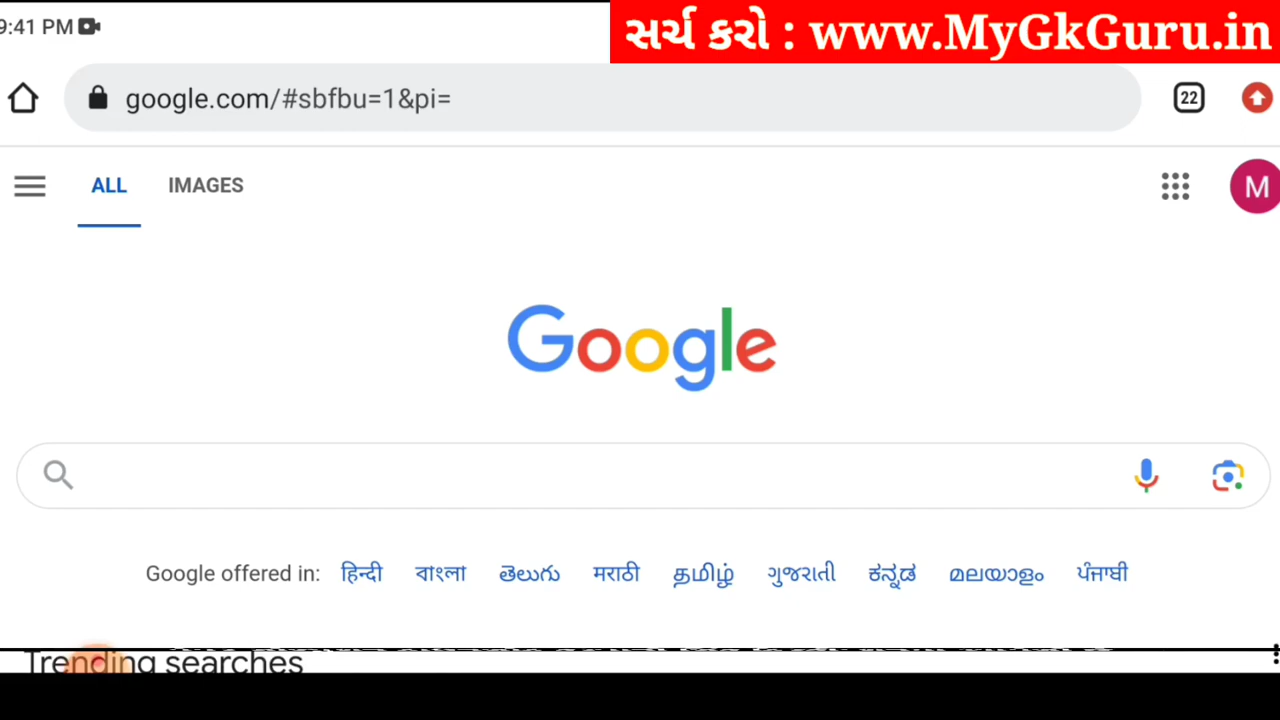 9:41 PM
સર્ચ કરો : www.MyGkGuru.in
google.com/#sbfbu=1&pi=
22
ALL IMAGES
M
Google
Google offered in: हिन्दी বাংলা తెలుగు मराठी தமிழ் ગુજરાતી ಕನ್ನಡ മലയാളം ਪੰਜਾਬੀ
Trending searches